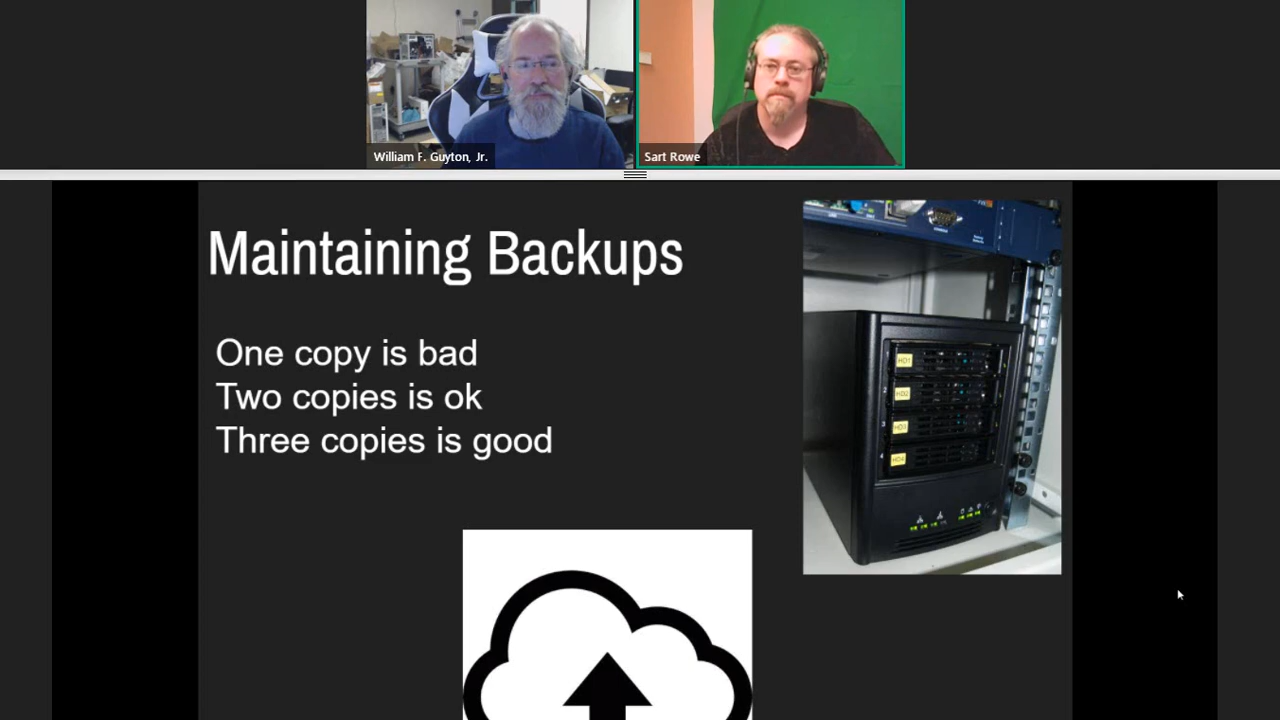 William F. Guyton, Jr.
Sart Rowe
Maintaining Backups
One copy is bad
Two copies is ok
Three copies is good
HD1
HD2
HD3
HD4